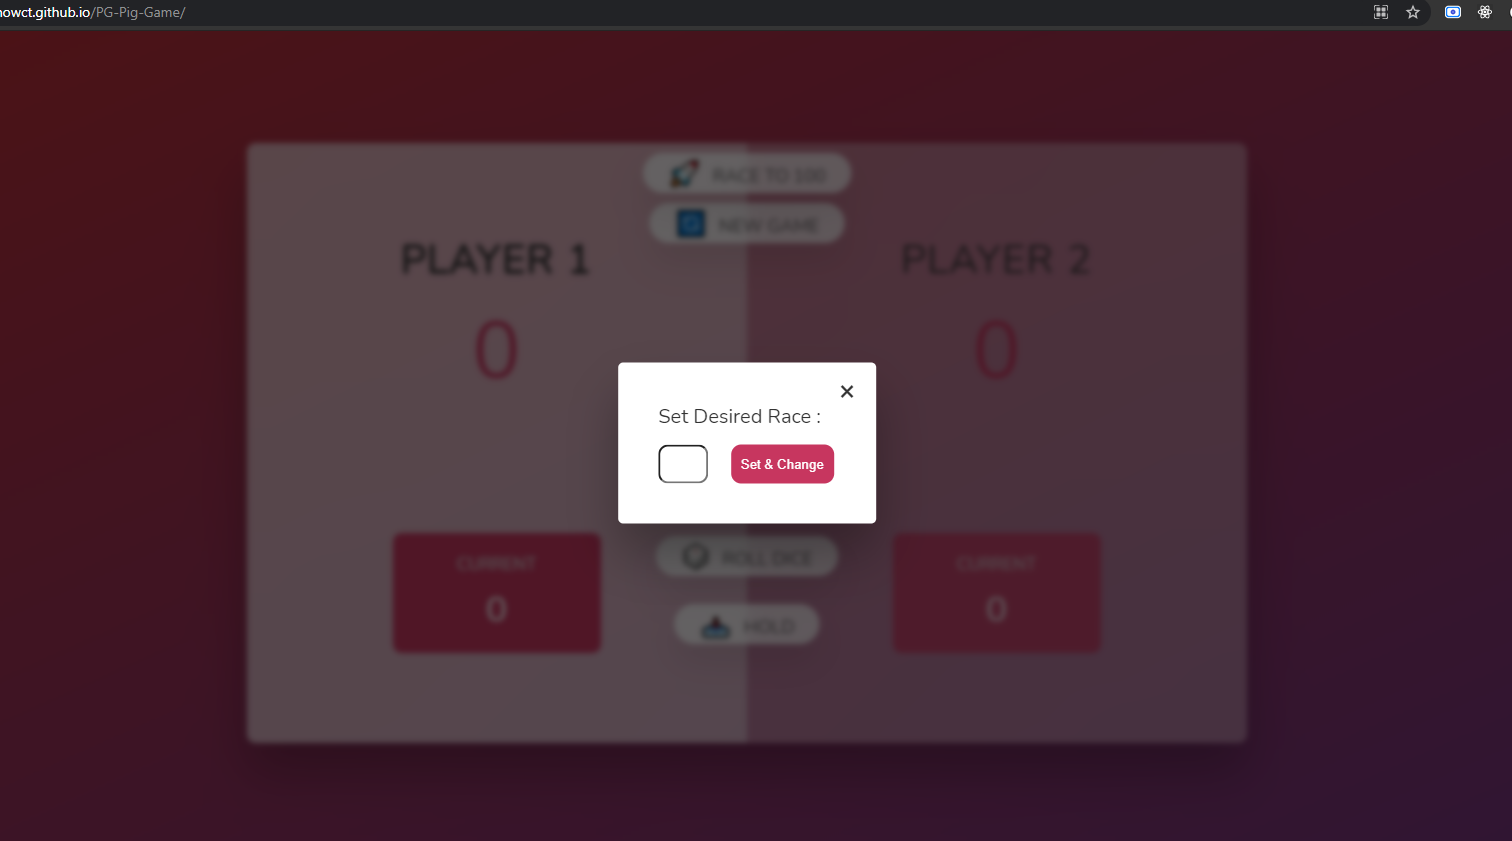 howct.github.io/PG-Pig-Game/
RACE TO 100
NEW GAME
PLAYER 1
PLAYER 2
0
0
Set Desired Race :
Set & Change
ROLL DICE
CURRENT
CURRENT
0
0
HOLD